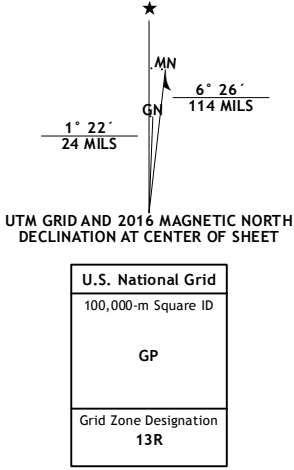 ★
MN
GN
6° 26´
114 MILS
1° 22´
24 MILS
UTM GRID AND 2016 MAGNETIC NORTH
DECLINATION AT CENTER OF SHEET
U.S. National Grid
100,000-m Square ID
GP
Grid Zone Designation
13R